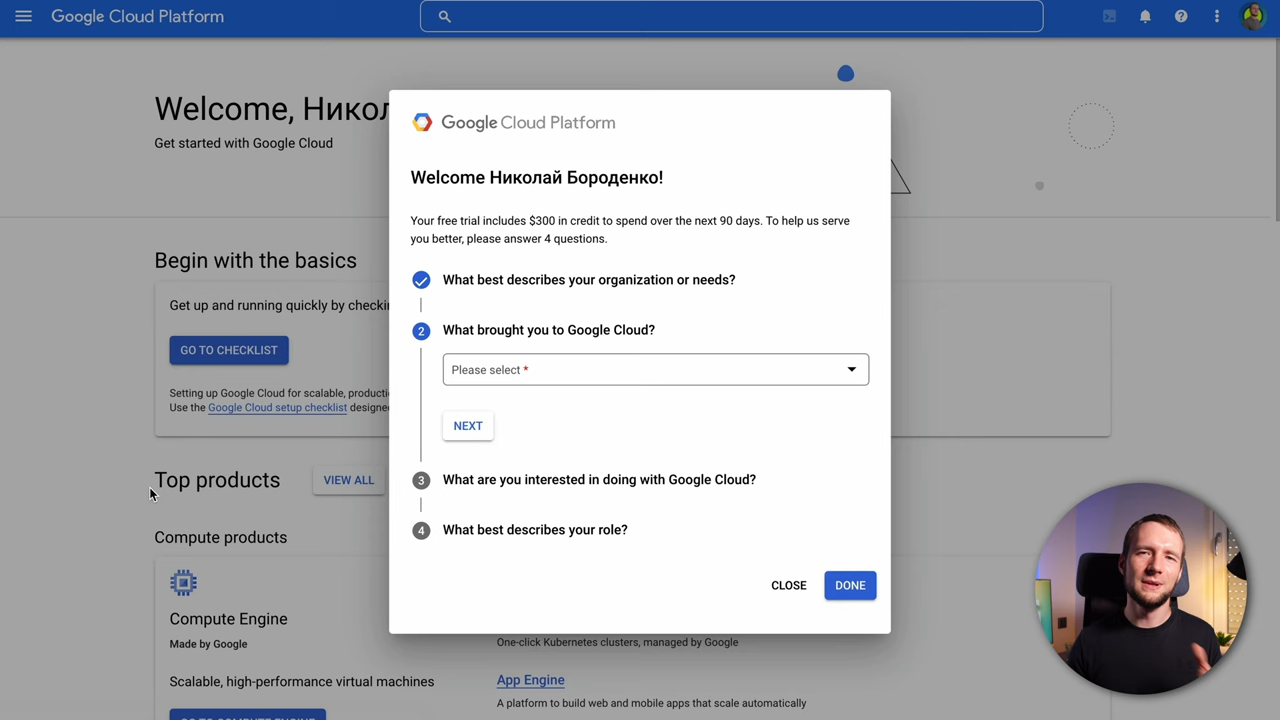 Google Cloud Platform
Welcome, Никол
Get started with Google Cloud
Google Cloud Platform
Welcome Николай Бороденко!
Your free trial includes $300 in credit to spend over the next 90 days. To help us serve
you better, please answer 4 questions.
What best describes your organization or needs?
2 What brought you to Google Cloud?
Please select *
NEXT
3 What are you interested in doing with Google Cloud?
4 What best describes your role?
CLOSE DONE
Begin with the basics
Get up and running quickly by checki
GO TO CHECKLIST
Setting up Google Cloud for scalable, producti
Use the Google Cloud setup checklist designe
Top products VIEW ALL
Compute products
Compute Engine
Made by Google
Scalable, high-performance virtual machines
GO TO COMPUTE ENGINE
One-click Kubernetes clusters, managed by Google
App Engine
A platform to build web and mobile apps that scale automatically